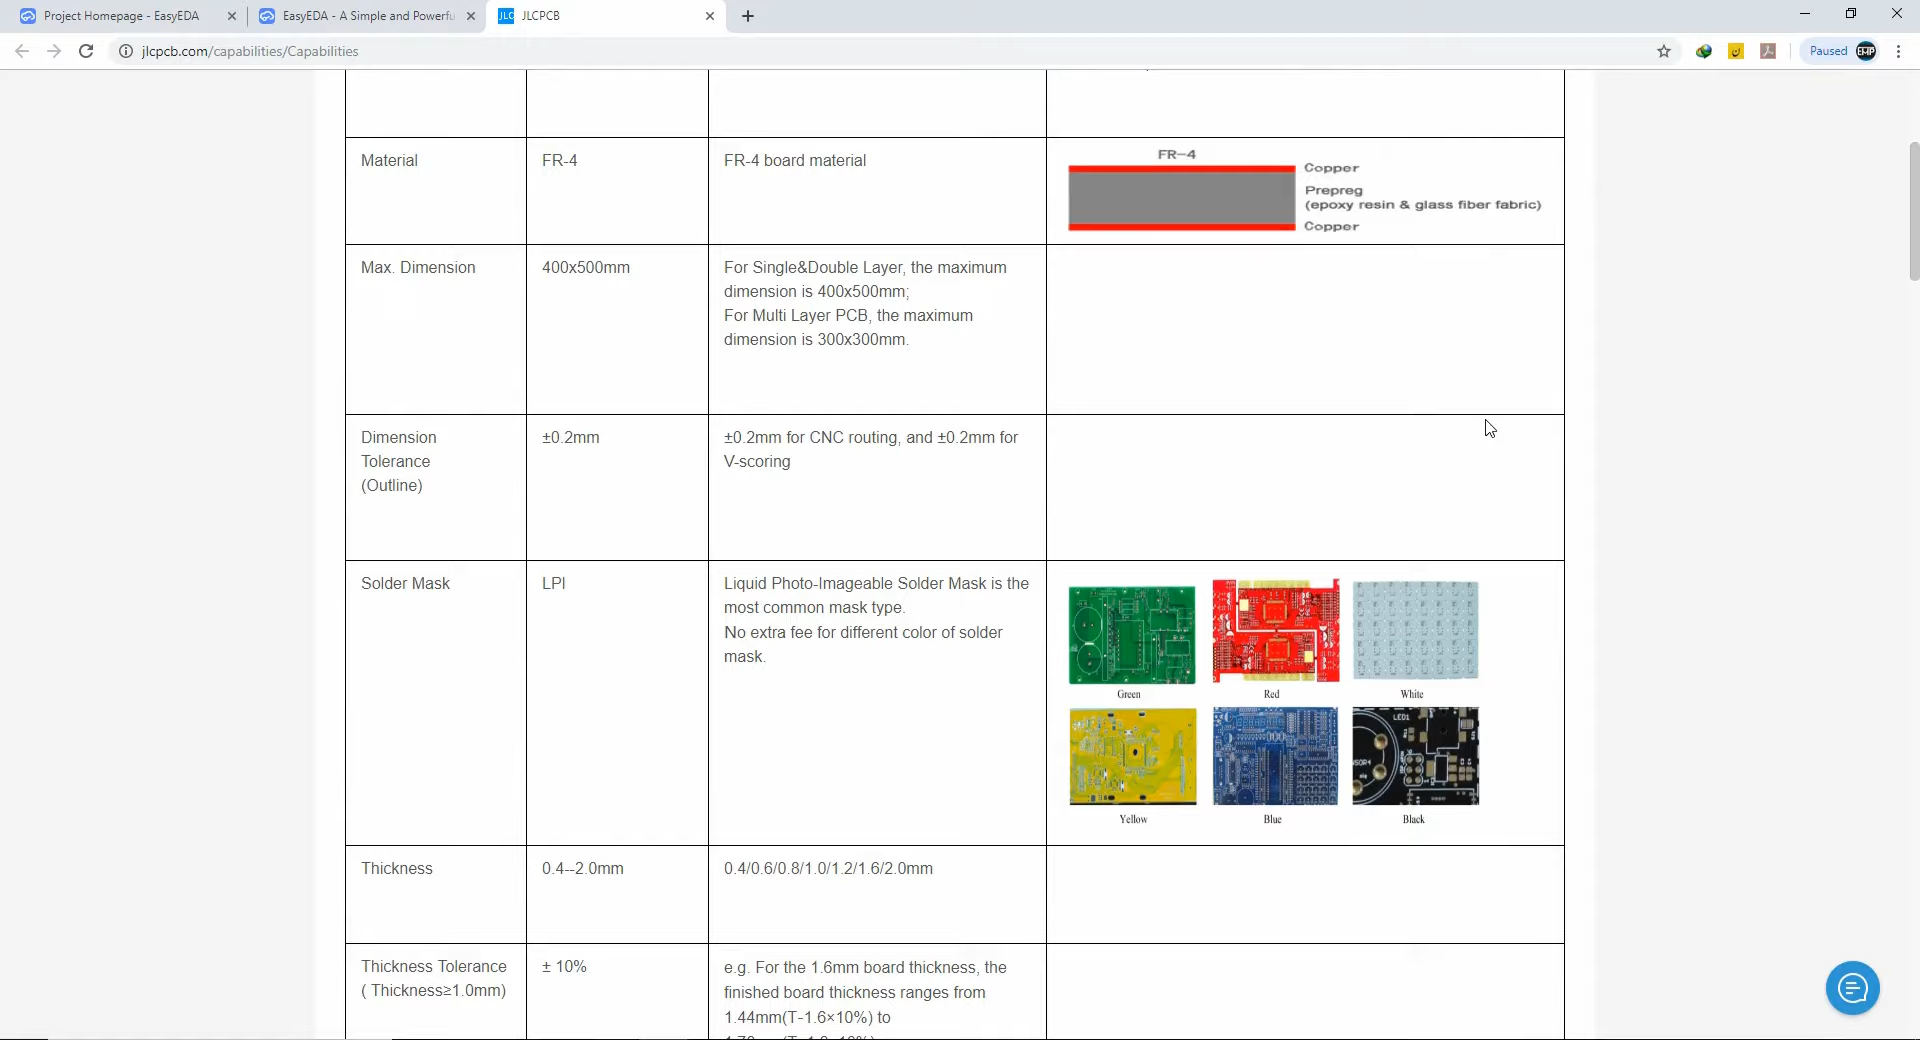 Project Homepage - EasyEDA
EasyEDA - A Simple and Powerfu
JLC
JLCPCB
jlcpcb.com/capabilities/Capabilities
Paused
EMP
Material
FR-4
FR-4 board material
FR-4
Copper
Prepreg
(epoxy resin & glass fiber fabric)
Copper
Max. Dimension
400x500mm
For Single&Double Layer, the maximum
dimension is 400x500mm;
For Multi Layer PCB, the maximum
dimension is 300x300mm.
Dimension
Tolerance
(Outline)
±0.2mm
±0.2mm for CNC routing, and ±0.2mm for
V-scoring
Solder Mask
LPI
Liquid Photo-Imageable Solder Mask is the
most common mask type.
No extra fee for different color of solder
mask.
Green
Red
White
LED1
Yellow
Blue
Black
Thickness
0.4--2.0mm
0.4/0.6/0.8/1.0/1.2/1.6/2.0mm
Thickness Tolerance
( Thickness≥1.0mm)
± 10%
e.g. For the 1.6mm board thickness, the
finished board thickness ranges from
1.44mm(T-1.6×10%) to